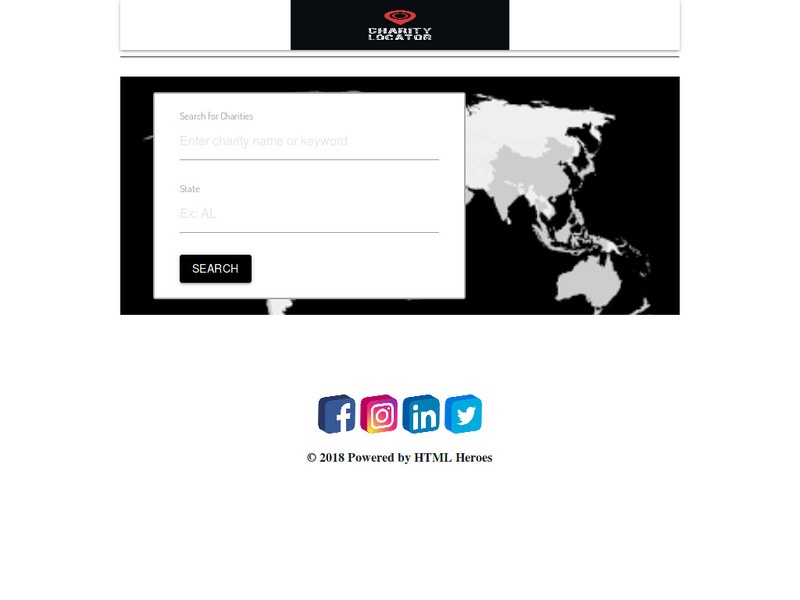 CHARITY
LOCATOR
Search for Charities
Enter charity name or keyword
State
Ex: AL
SEARCH
f
in
© 2018 Powered by HTML Heroes